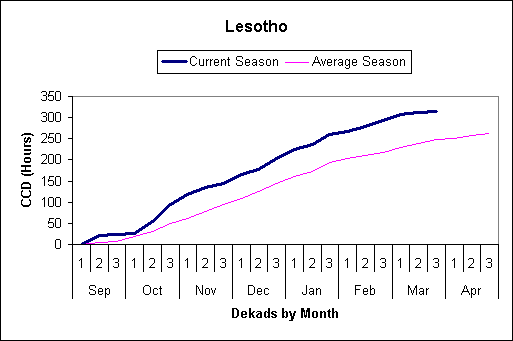 Lesotho
Current Season Average Season
350
300
250
200
150
100
50
0
CCD (Hours)
1 2 3 1 2 3 1 2 3 1 2 3 1 2 3 1 2 3 1 2 3 1 2 3
Sep Oct Nov Dec Jan Feb Mar Apr
Dekads by Month